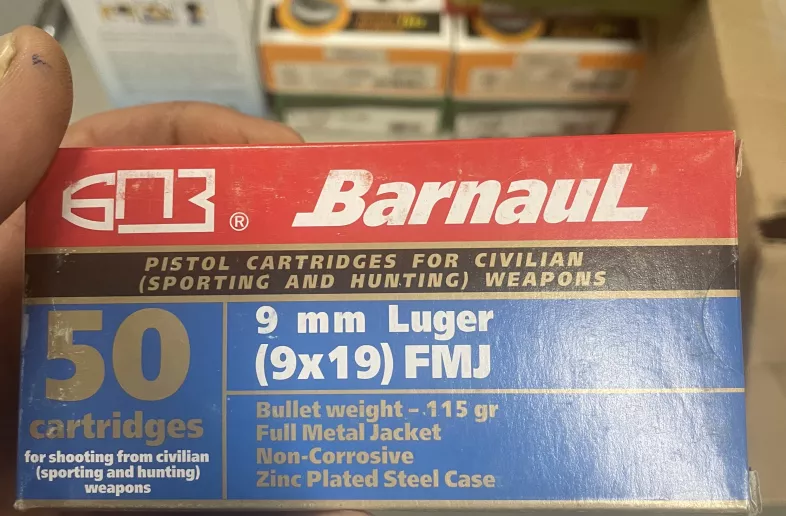 БПЗ ® BarnauL
PISTOL CARTRIDGES FOR CIVILIAN
(SPORTING AND HUNTING) WEAPONS
50
cartridges
for shooting from civilian
(sporting and hunting)
weapons
9 mm Luger
(9x19) FMJ
Bullet weight – 115 gr
Full Metal Jacket
Non-Corrosive
Zinc Plated Steel Case